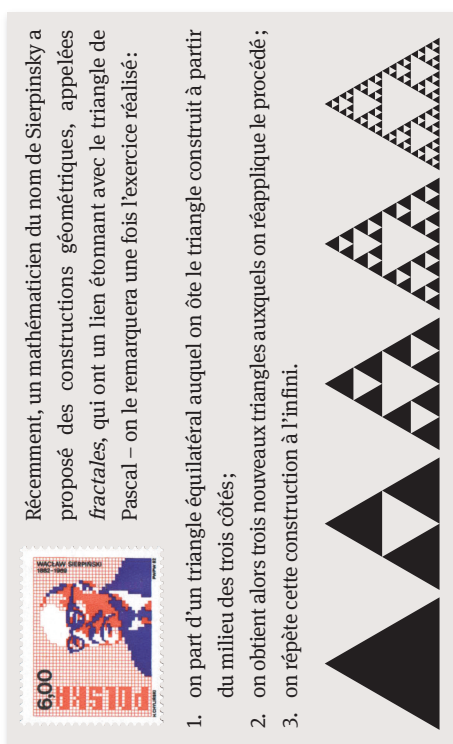 Récemment, un mathématicien du nom de Sierpinsky a
proposé des constructions géométriques, appelées
fractales, qui ont un lien étonnant avec le triangle de
Pascal – on le remarquera une fois l’exercice réalisé :
6,00
POLSKA
WACŁAW SIERPIŃSKI
1882–1969
1. on part d’un triangle équilatéral auquel on ôte le triangle construit à partir
du milieu des trois côtés ;
2. on obtient alors trois nouveaux triangles auxquels on réapplique le procédé ;
3. on répète cette construction à l’infini.